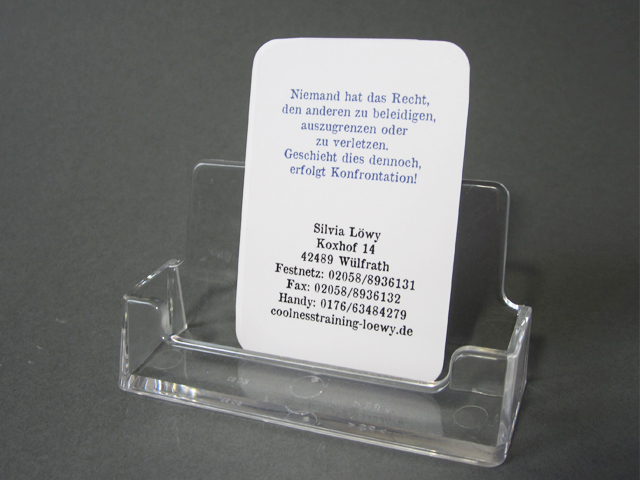 Niemand hat das Recht,
den anderen zu beleidigen,
auszugrenzen oder
zu verletzen.
Geschieht dies dennoch,
erfolgt Konfrontation!
Silvia Löwy
Koxhof 14
42489 Wülfrath
Festnetz: 02058/8936131
Fax: 02058/8936132
Handy: 0176/63484279
coolnesstraining-loewy.de